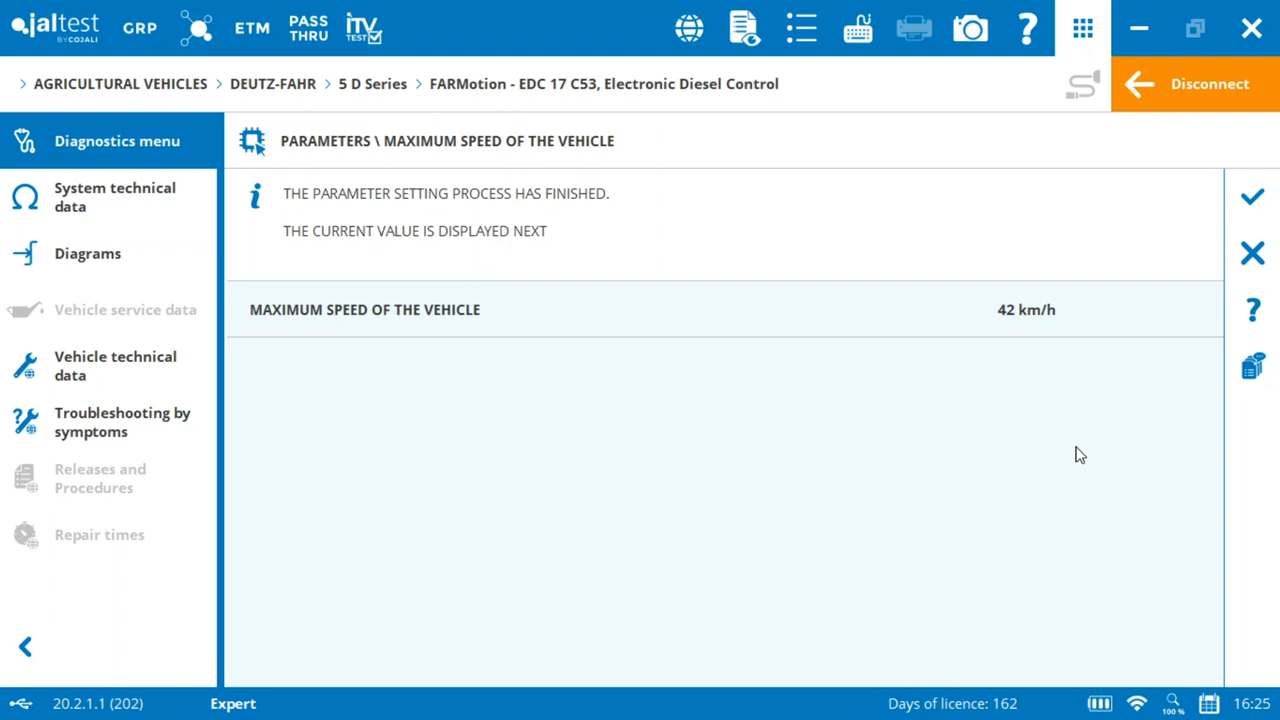 jaltest
BY COJALI
GRP
ETM
PASS
THRU
iTV
TEST
?
AGRICULTURAL VEHICLES
DEUTZ-FAHR
5 D Series
FARMotion - EDC 17 C53, Electronic Diesel Control
Disconnect
Diagnostics menu
System technical
data
Diagrams
Vehicle service data
Vehicle technical
data
Troubleshooting by
symptoms
Releases and
Procedures
Repair times
PARAMETERS \ MAXIMUM SPEED OF THE VEHICLE
THE PARAMETER SETTING PROCESS HAS FINISHED.
THE CURRENT VALUE IS DISPLAYED NEXT
MAXIMUM SPEED OF THE VEHICLE 42 km/h
?
20.2.1.1 (202)
Expert
Days of licence: 162
100 %
16:25